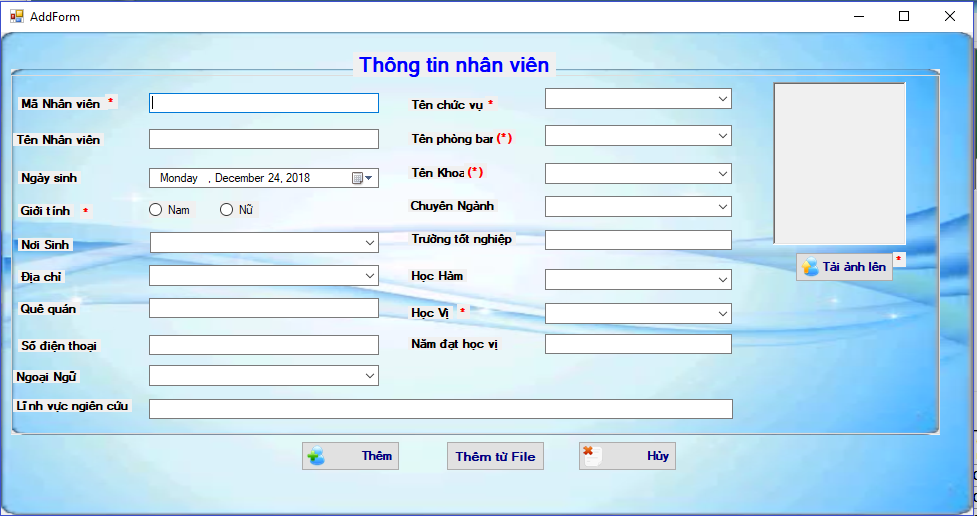 AddForm
Thông tin nhân viên
Mã Nhân viên *
Tên Nhân viên
Ngày sinh
Monday , December 24, 2018
Giới tính *
Nam
Nữ
Nơi Sinh
Địa chỉ
Quê quán
Số điện thoại
Ngoại Ngữ
Lĩnh vực ngiên cứu
Tên chức vụ *
Tên phòng ban (*)
Tên Khoa (*)
Chuyên Ngành
Trường tốt nghiệp
Học Hàm
Học Vị *
Năm đạt học vị
Tải ảnh lên *
Thêm
Thêm từ File
Hủy